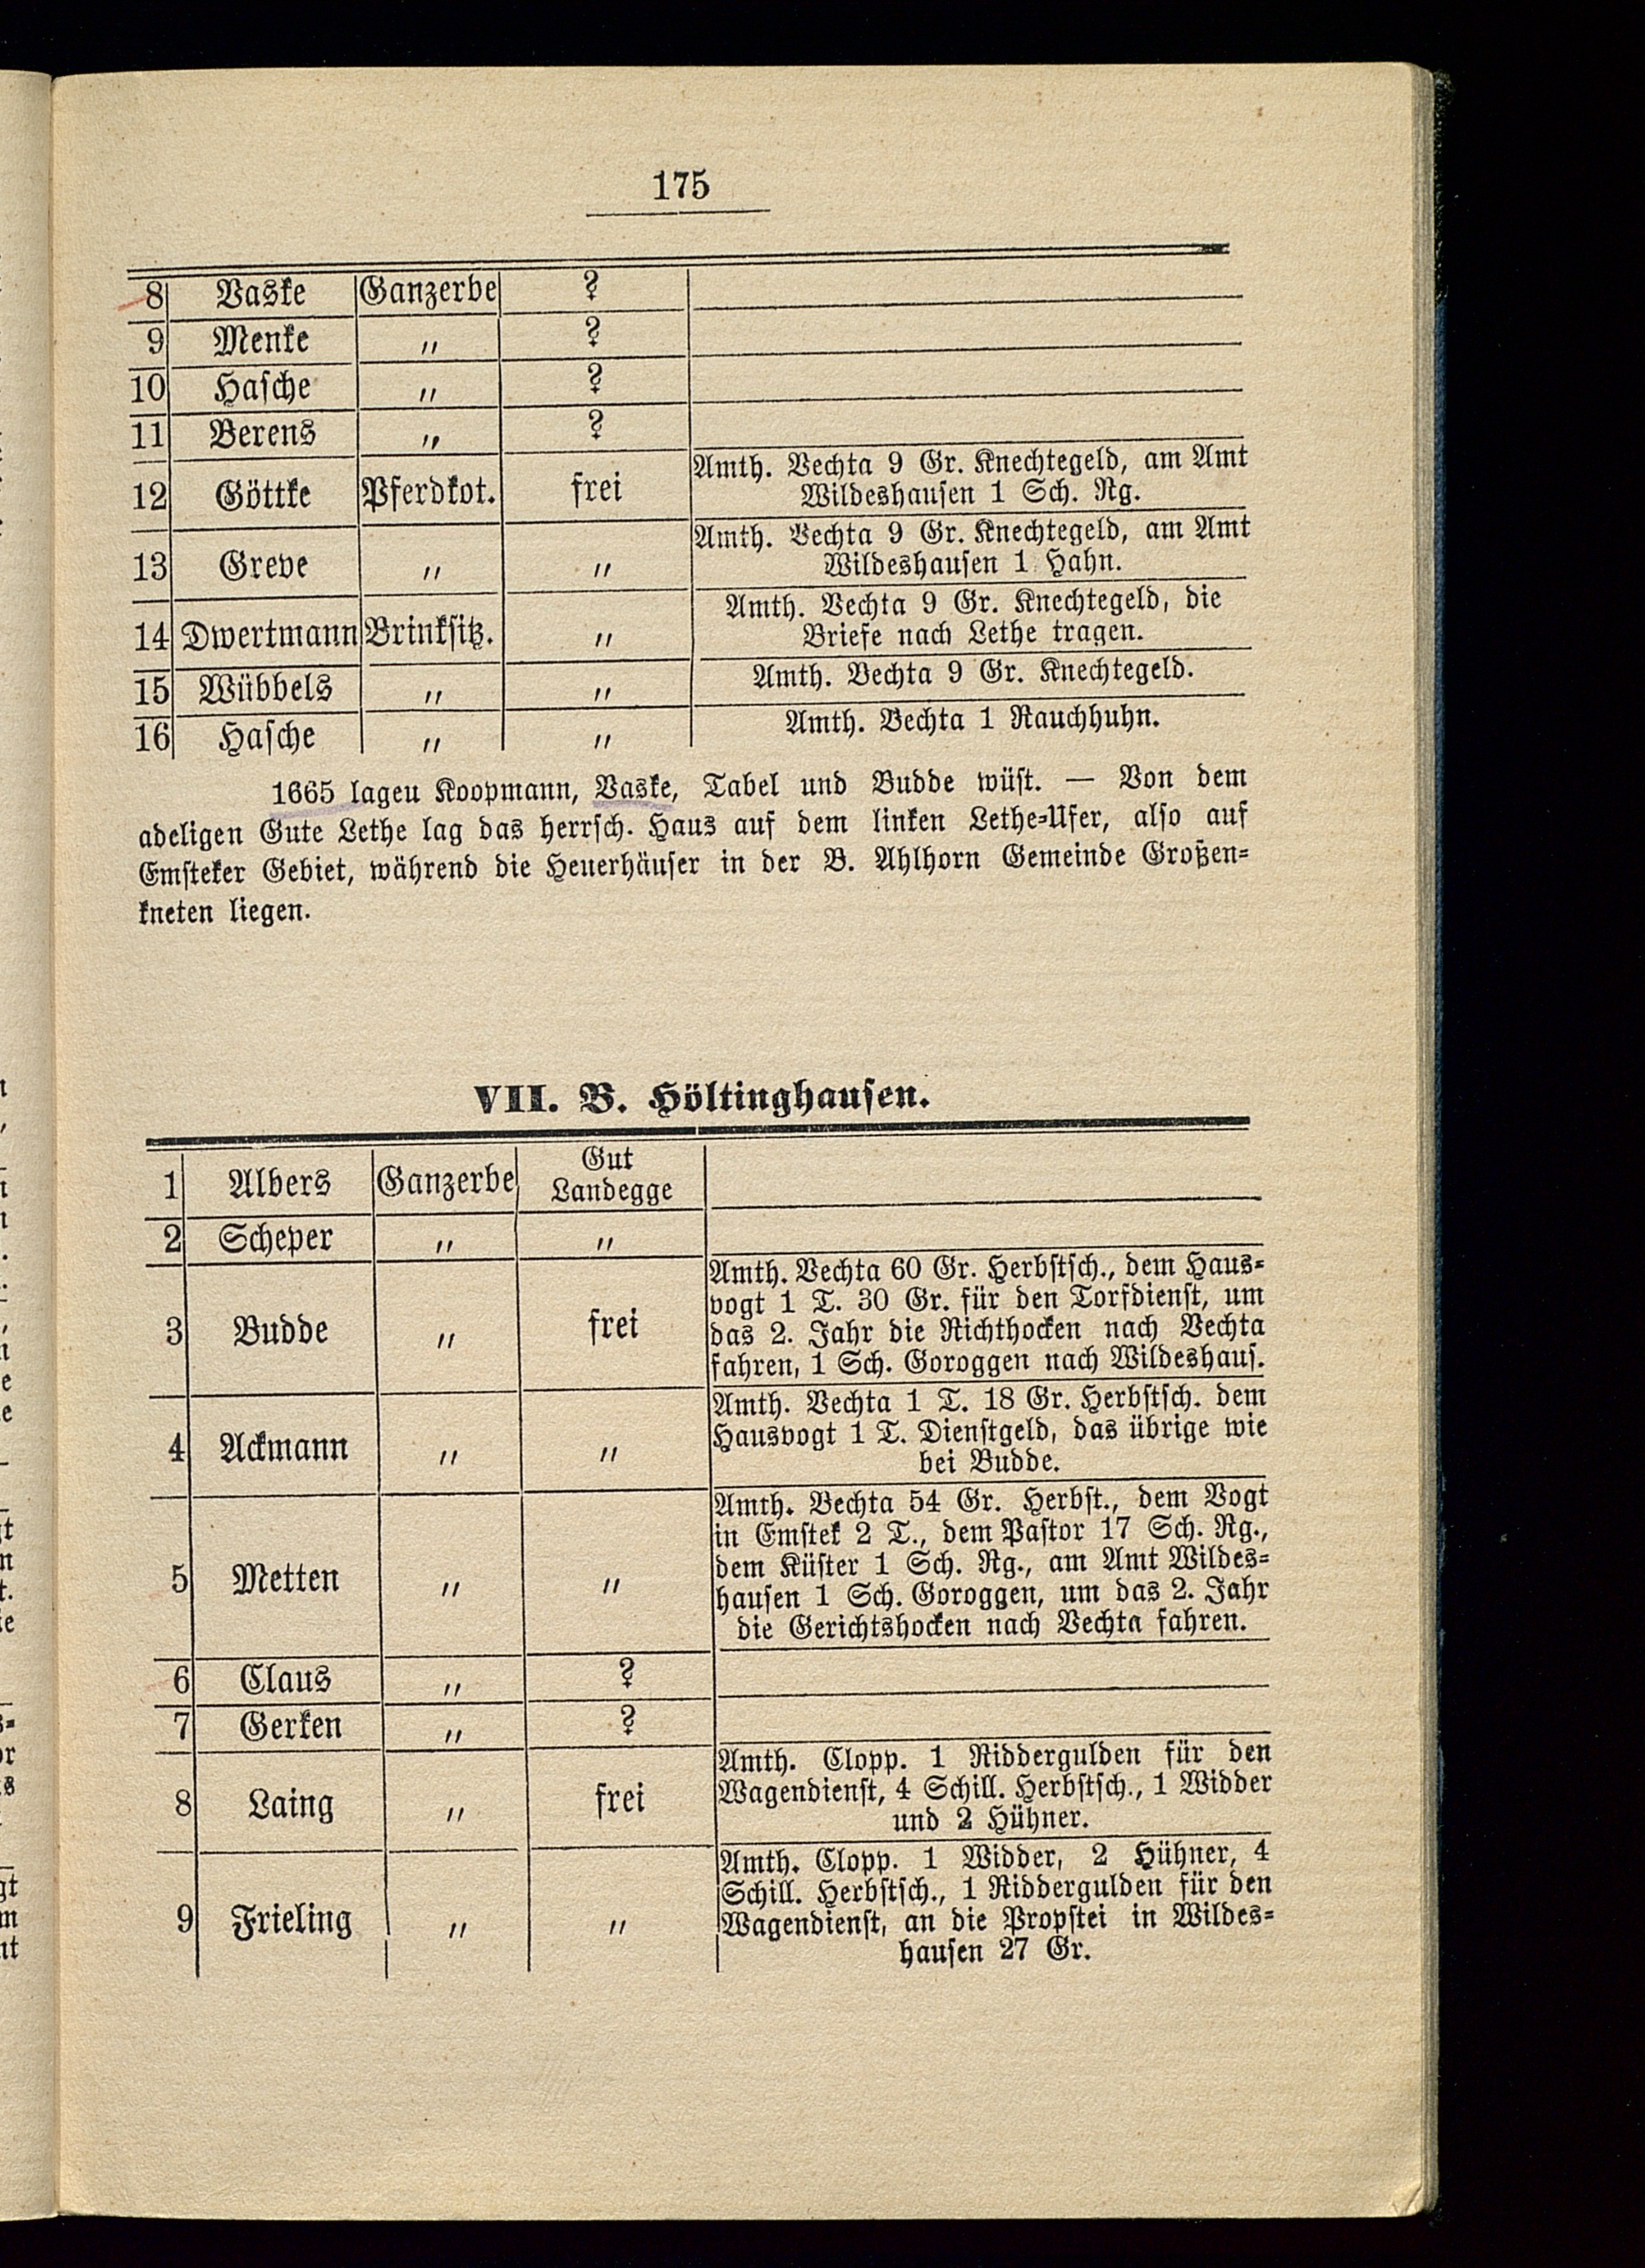 175
8 Vaske Ganzerbe ?
9 Menke " ?
10 Hasche " ?
11 Berens " ?
12 Göttke Pferdkot. frei Amth. Vechta 9 Gr. Knechtegeld, am Amt
Wildeshausen 1 Sch. Rg.
13 Greve " " Amth. Vechta 9 Gr. Knechtegeld, am Amt
Wildeshausen 1 Hahn.
14 Dwertmann Brinksitz. " Amth. Vechta 9 Gr. Knechtegeld, die
Briefe nach Lethe tragen.
15 Wübbels " " Amth. Vechta 9 Gr. Knechtegeld.
16 Hasche " " Amth. Vechta 1 Rauchhuhn.
1665 lageu Koopmann, Vaske, Tabel und Budde wüst. — Von dem
adeligen Gute Lethe lag das herrsch. Haus auf dem linken Lethe-Ufer, also auf
Emsteker Gebiet, während die Heuerhäuser in der B. Ahlhorn Gemeinde Großen-
kneten liegen.
VII. B. Höltinghausen.
1 Albers Ganzerbe Gut
Landegge
2 Scheper " "
3 Budde " frei Amth. Vechta 60 Gr. Herbstsch., dem Haus-
vogt 1 T. 30 Gr. für den Torfdienst, um
das 2. Jahr die Richthocken nach Vechta
fahren, 1 Sch. Goroggen nach Wildeshaus.
4 Ackmann " " Amth. Vechta 1 T. 18 Gr. Herbstsch. dem
Hausvogt 1 T. Dienstgeld, das übrige wie
bei Budde.
5 Metten " " Amth. Vechta 54 Gr. Herbst., dem Vogt
in Emstek 2 T., dem Pastor 17 Sch. Rg.,
dem Küster 1 Sch. Rg., am Amt Wildes-
hausen 1 Sch. Goroggen, um das 2. Jahr
die Gerichtshocken nach Vechta fahren.
6 Claus " ?
7 Gerken " ?
8 Laing " frei Amth. Clopp. 1 Riddergulden für den
Wagendienst, 4 Schill. Herbstsch., 1 Widder
und 2 Hühner.
9 Frieling " " Amth. Clopp. 1 Widder, 2 Hühner, 4
Schill. Herbstsch., 1 Riddergulden für den
Wagendienst, an die Propstei in Wildes-
hausen 27 Gr.